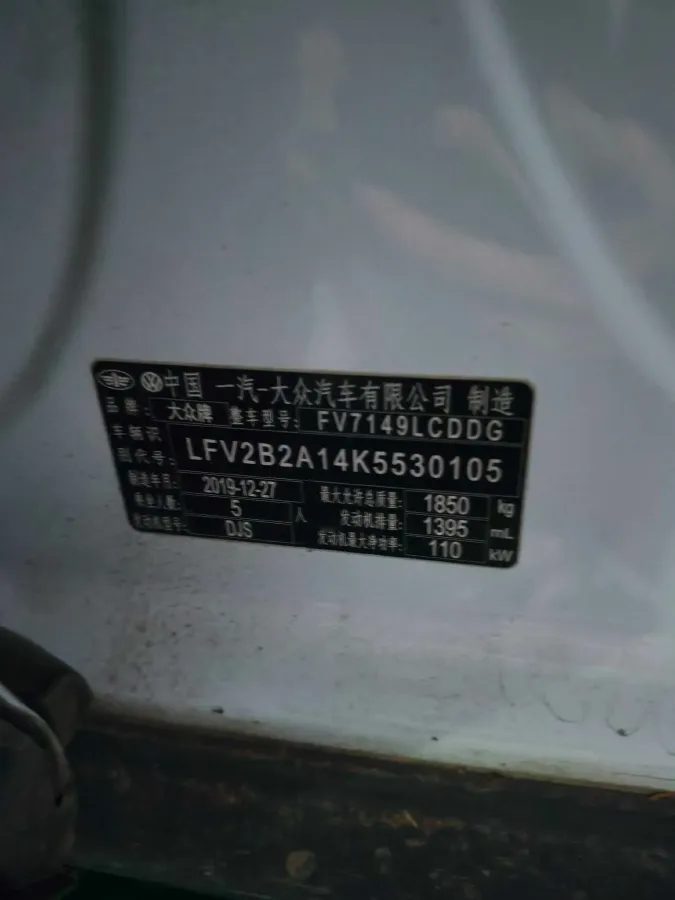 中国 一汽-大众汽车有限公司 制造
品牌: 大众牌 整车型号: FV7149LCDDG
车辆识别代号: LFV2B2A14K5530105
制造年月: 2019-12-27 最大允许总质量: 1850 kg
乘坐人数: 5 人 发动机排量: 1395 mL
发动机型号: DJS 发动机最大净功率: 110 kW